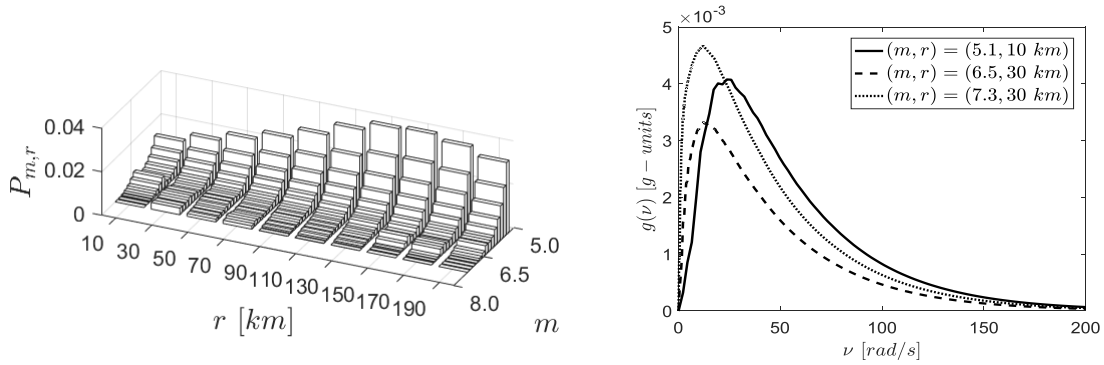 0.04
0.02
0
P_{m,r}
10 30 50 70 90 110 130 150 170 190
r [km]
5.0
6.5
8.0
m
×10⁻³
5
4
3
2
1
0
g(ν) [g − units]
(m, r) = (5.1, 10 km)
(m, r) = (6.5, 30 km)
(m, r) = (7.3, 30 km)
0 50 100 150 200
ν [rad/s]